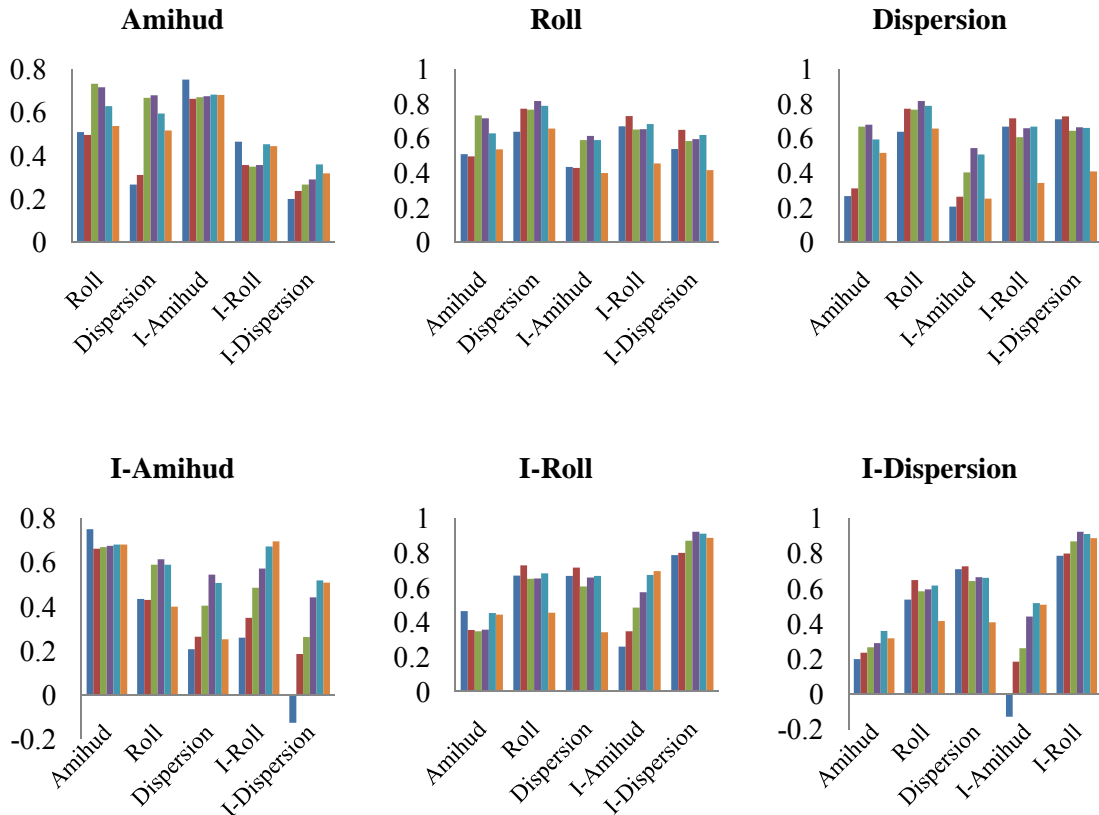 Amihud
0.8
0.6
0.4
0.2
0
Roll
Dispersion
I-Amihud
I-Roll
I-Dispersion
Roll
1
0.8
0.6
0.4
0.2
0
Amihud
Dispersion
I-Amihud
I-Roll
I-Dispersion
Dispersion
1
0.8
0.6
0.4
0.2
0
Amihud
Roll
I-Amihud
I-Roll
I-Dispersion
I-Amihud
0.8
0.6
0.4
0.2
0
-0.2
Amihud
Roll
Dispersion
I-Roll
I-Dispersion
I-Roll
1
0.8
0.6
0.4
0.2
0
Amihud
Roll
Dispersion
I-Amihud
I-Dispersion
I-Dispersion
1
0.8
0.6
0.4
0.2
0
-0.2
Amihud
Roll
Dispersion
I-Amihud
I-Roll